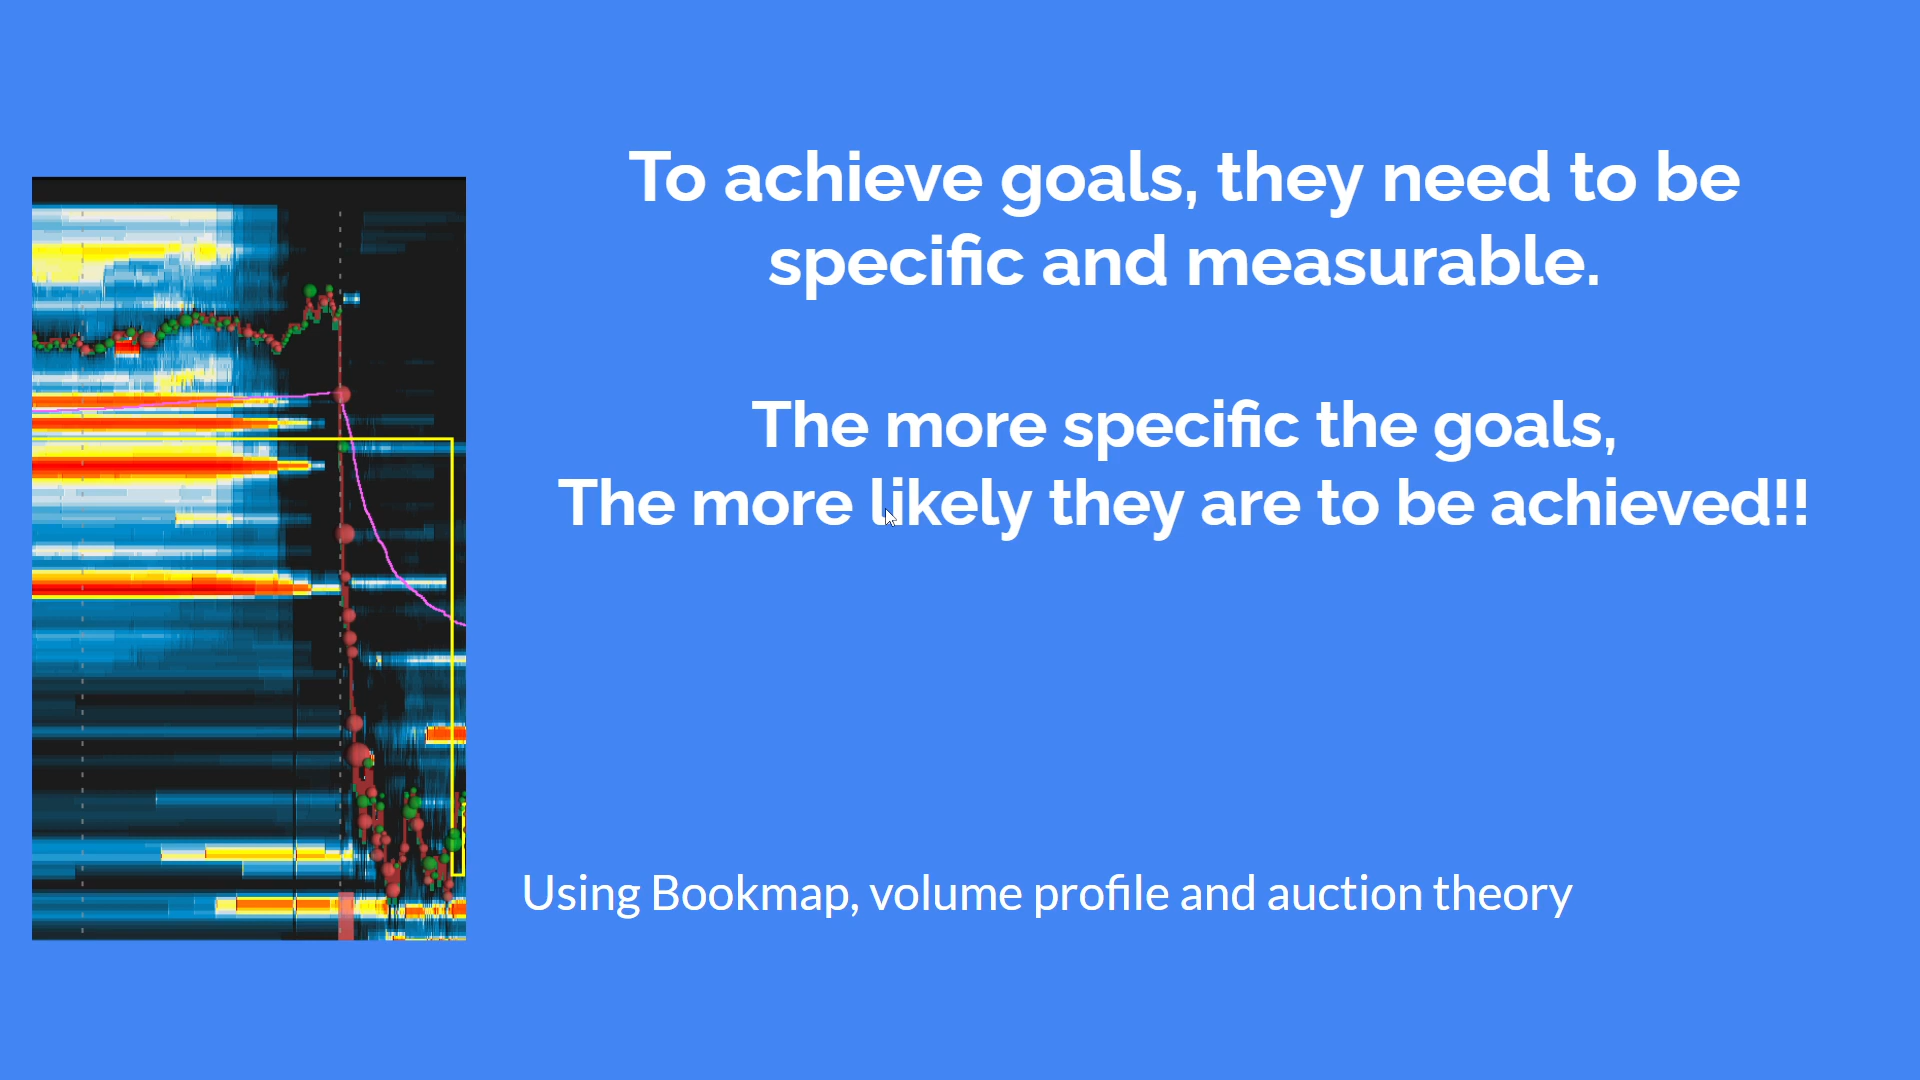 To achieve goals, they need to be
specific and measurable.
The more specific the goals,
The more likely they are to be achieved!!
Using Bookmap, volume profile and auction theory